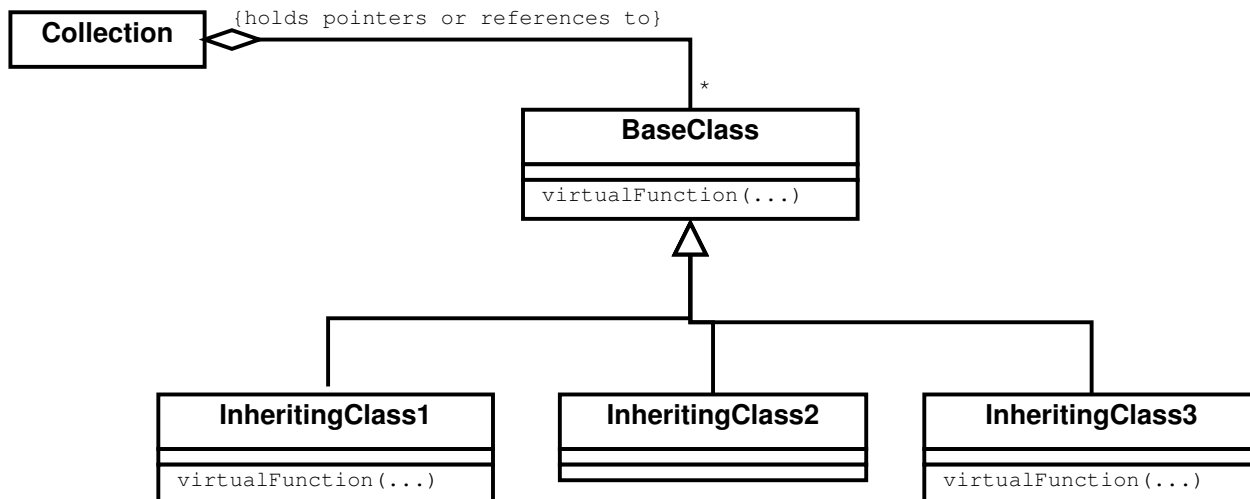 Collection
{holds pointers or references to}
*
BaseClass
virtualFunction(...)
InheritingClass1
InheritingClass2
InheritingClass3
virtualFunction(...)
virtualFunction(...)